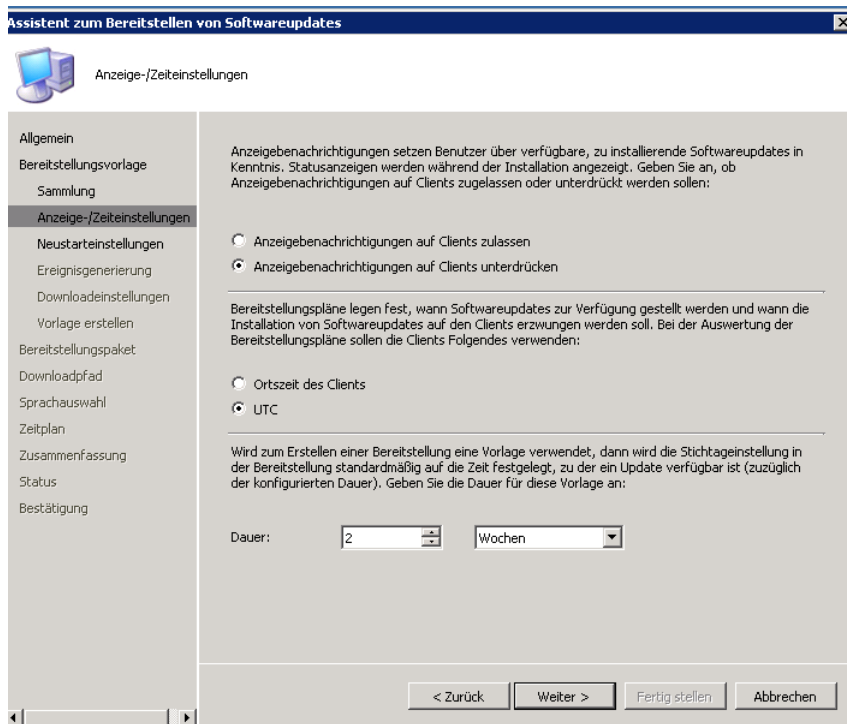 Assistent zum Bereitstellen von Softwareupdates
Anzeige-/Zeiteinstellungen
Allgemein
Bereitstellungsvorlage
Sammlung
Anzeige-/Zeiteinstellungen
Neustarteinstellungen
Ereignisgenerierung
Downloadeinstellungen
Vorlage erstellen
Bereitstellungspaket
Downloadpfad
Sprachauswahl
Zeitplan
Zusammenfassung
Status
Bestätigung
Anzeigebenachrichtigungen setzen Benutzer über verfügbare, zu installierende Softwareupdates in
Kenntnis. Statusanzeigen werden während der Installation angezeigt. Geben Sie an, ob
Anzeigebenachrichtigungen auf Clients zugelassen oder unterdrückt werden sollen:
Anzeigebenachrichtigungen auf Clients zulassen
Anzeigebenachrichtigungen auf Clients unterdrücken
Bereitstellungspläne legen fest, wann Softwareupdates zur Verfügung gestellt werden und wann die
Installation von Softwareupdates auf den Clients erzwungen werden soll. Bei der Auswertung der
Bereitstellungspläne sollen die Clients Folgendes verwenden:
Ortszeit des Clients
UTC
Wird zum Erstellen einer Bereitstellung eine Vorlage verwendet, dann wird die Stichtageinstellung in
der Bereitstellung standardmäßig auf die Zeit festgelegt, zu der ein Update verfügbar ist (zuzüglich
der konfigurierten Dauer). Geben Sie die Dauer für diese Vorlage an:
Dauer: 2 Wochen
< Zurück Weiter > Fertig stellen Abbrechen